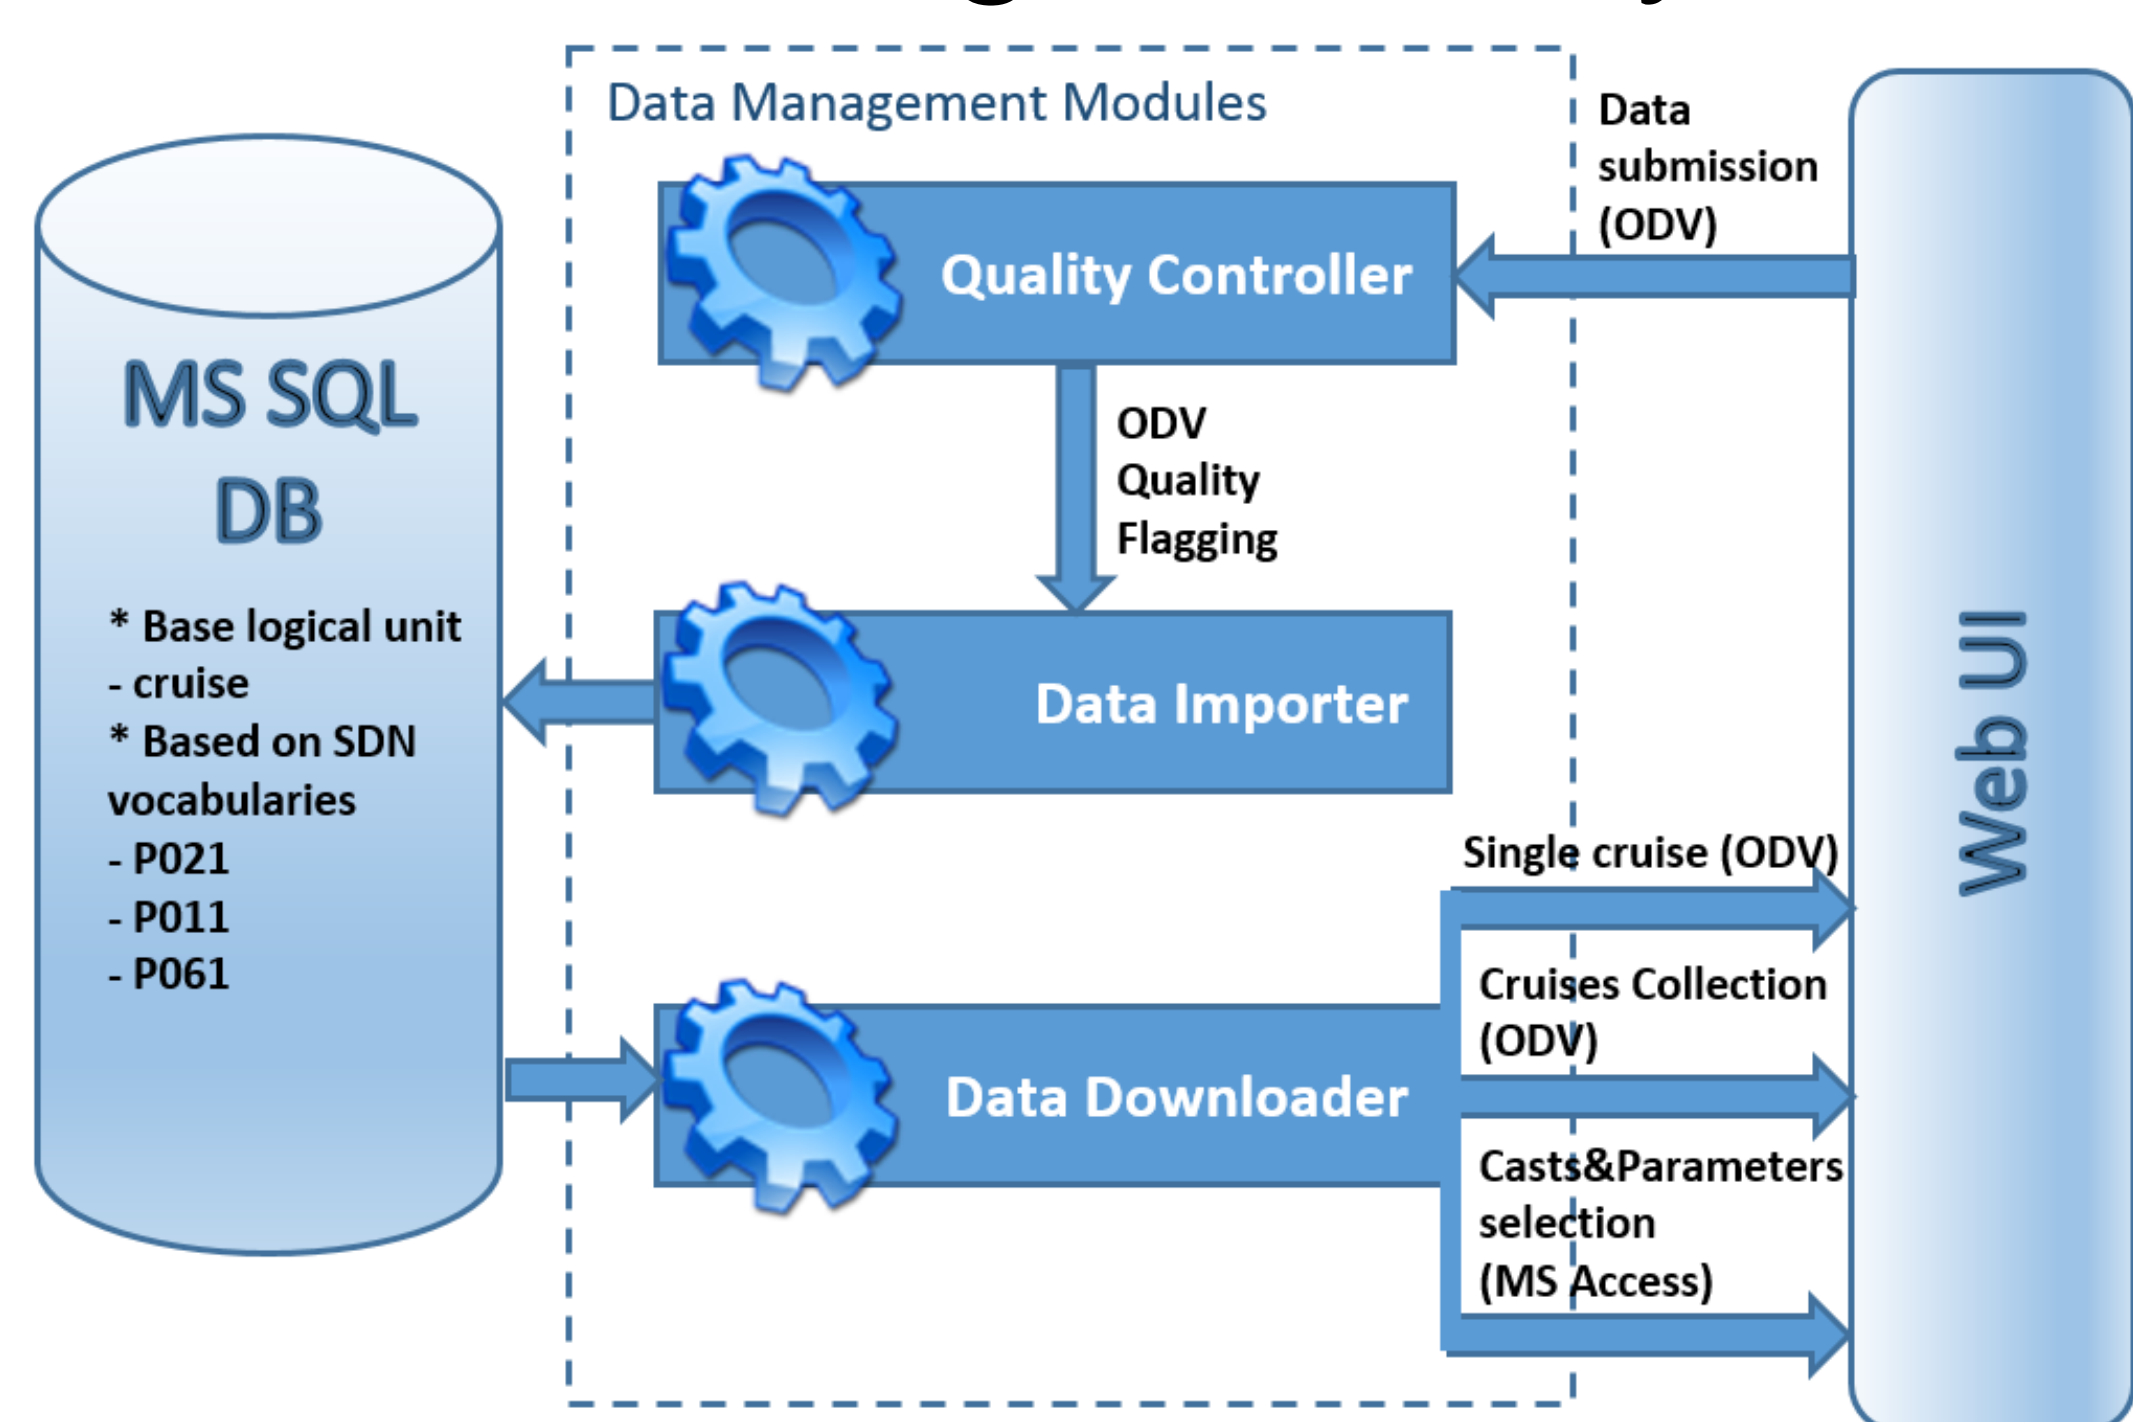 Data Management Modules
MS SQL
DB
* Base logical unit
- cruise
* Based on SDN
vocabularies
- P021
- P011
- P061
Quality Controller
Data
submission
(ODV)
ODV
Quality
Flagging
Data Importer
Data Downloader
Single cruise (ODV)
Cruises Collection
(ODV)
Casts&Parameters
selection
(MS Access)
Web UI